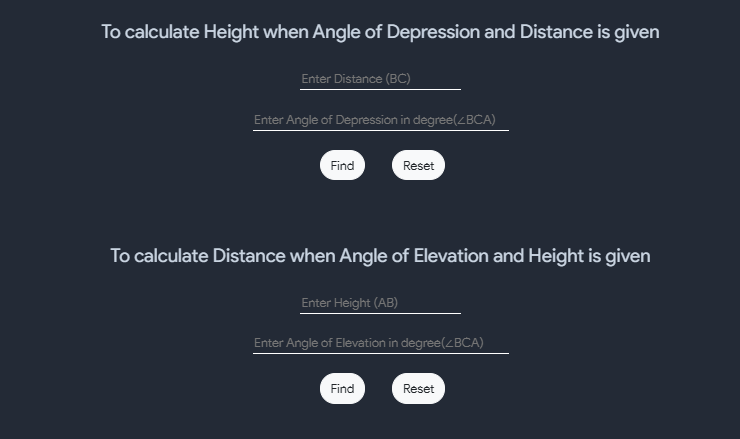 To calculate Height when Angle of Depression and Distance is given
Enter Distance (BC)
Enter Angle of Depression in degree(∠BCA)
Find Reset
To calculate Distance when Angle of Elevation and Height is given
Enter Height (AB)
Enter Angle of Elevation in degree(∠BCA)
Find Reset